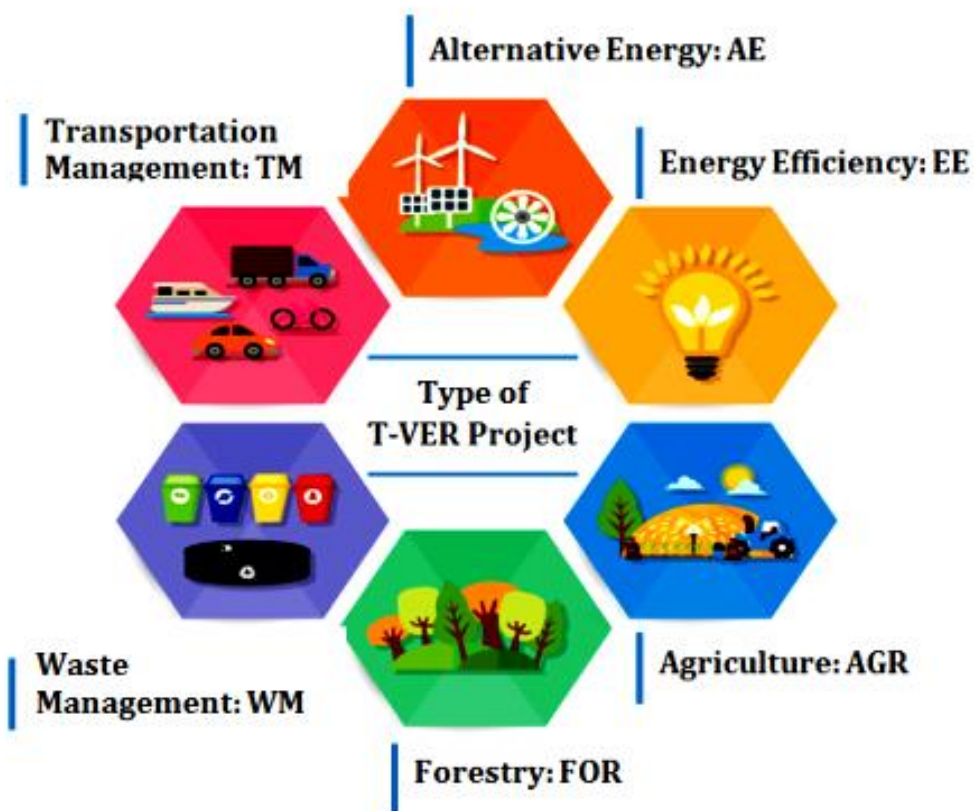 Alternative Energy: AE
Transportation
Management: TM
Energy Efficiency: EE
Type of
T-VER Project
Waste
Management: WM
Agriculture: AGR
Forestry: FOR